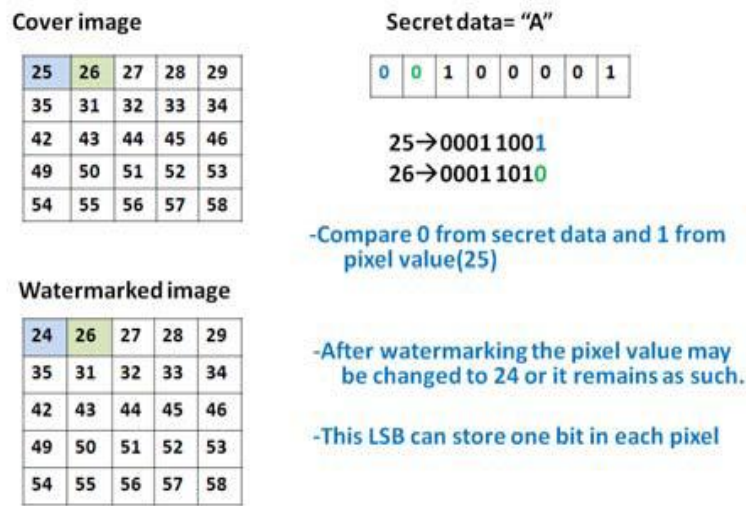 Cover image
25 26 27 28 29
35 31 32 33 34
42 43 44 45 46
49 50 51 52 53
54 55 56 57 58
Secret data= “A”
0 0 1 0 0 0 0 1
25→00011001
26→00011010
-Compare 0 from secret data and 1 from
pixel value(25)
Watermarked image
24 26 27 28 29
35 31 32 33 34
42 43 44 45 46
49 50 51 52 53
54 55 56 57 58
-After watermarking the pixel value may
be changed to 24 or it remains as such.
-This LSB can store one bit in each pixel